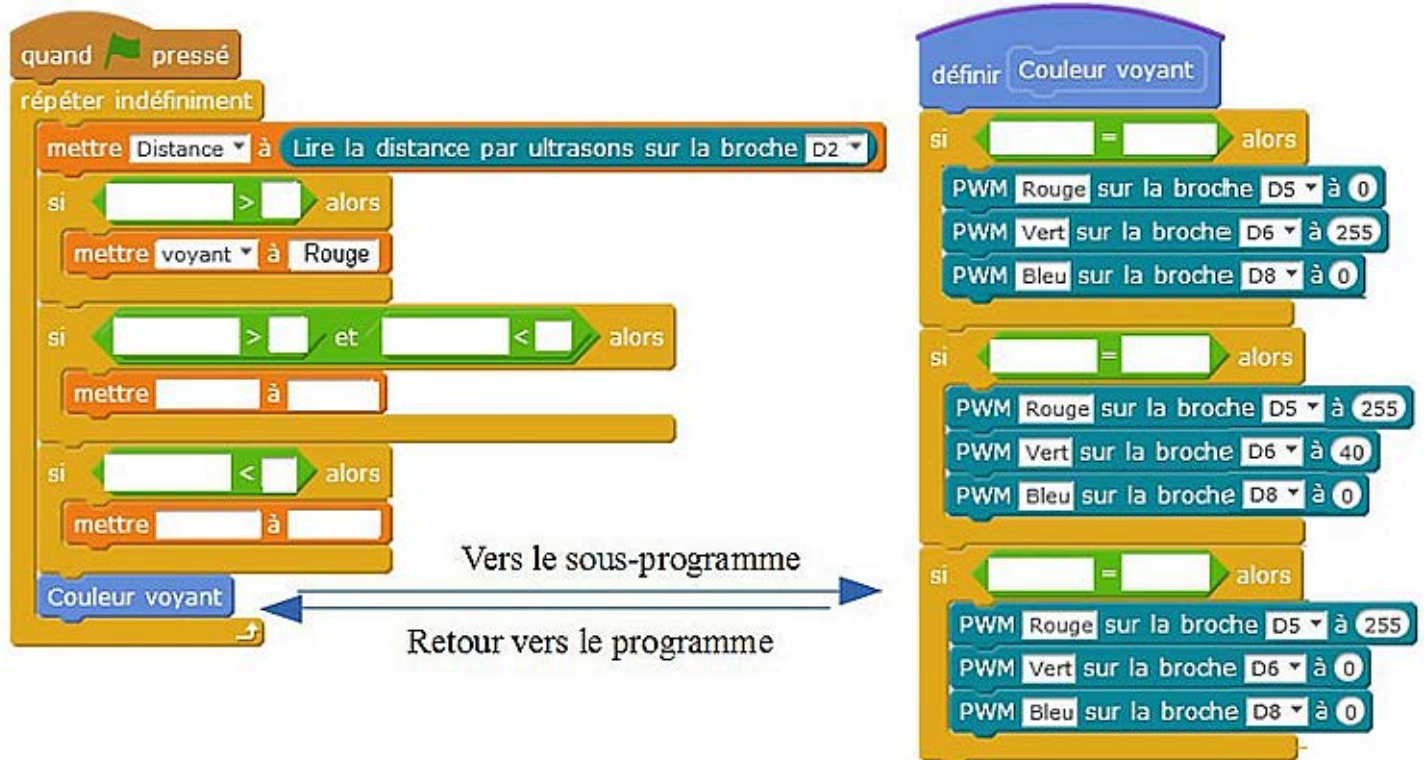 quand pressé
répéter indéfiniment
mettre Distance à Lire la distance par ultrasons sur la broche D2
si > alors
mettre voyant à Rouge
si > et < alors
mettre à
si < alors
mettre à
Couleur voyant
Vers le sous-programme
Retour vers le programme
définir Couleur voyant
si = alors
PWM Rouge sur la broche D5 à 0
PWM Vert sur la broche D6 à 255
PWM Bleu sur la broche D8 à 0
si = alors
PWM Rouge sur la broche D5 à 255
PWM Vert sur la broche D6 à 40
PWM Bleu sur la broche D8 à 0
si = alors
PWM Rouge sur la broche D5 à 255
PWM Vert sur la broche D6 à 0
PWM Bleu sur la broche D8 à 0